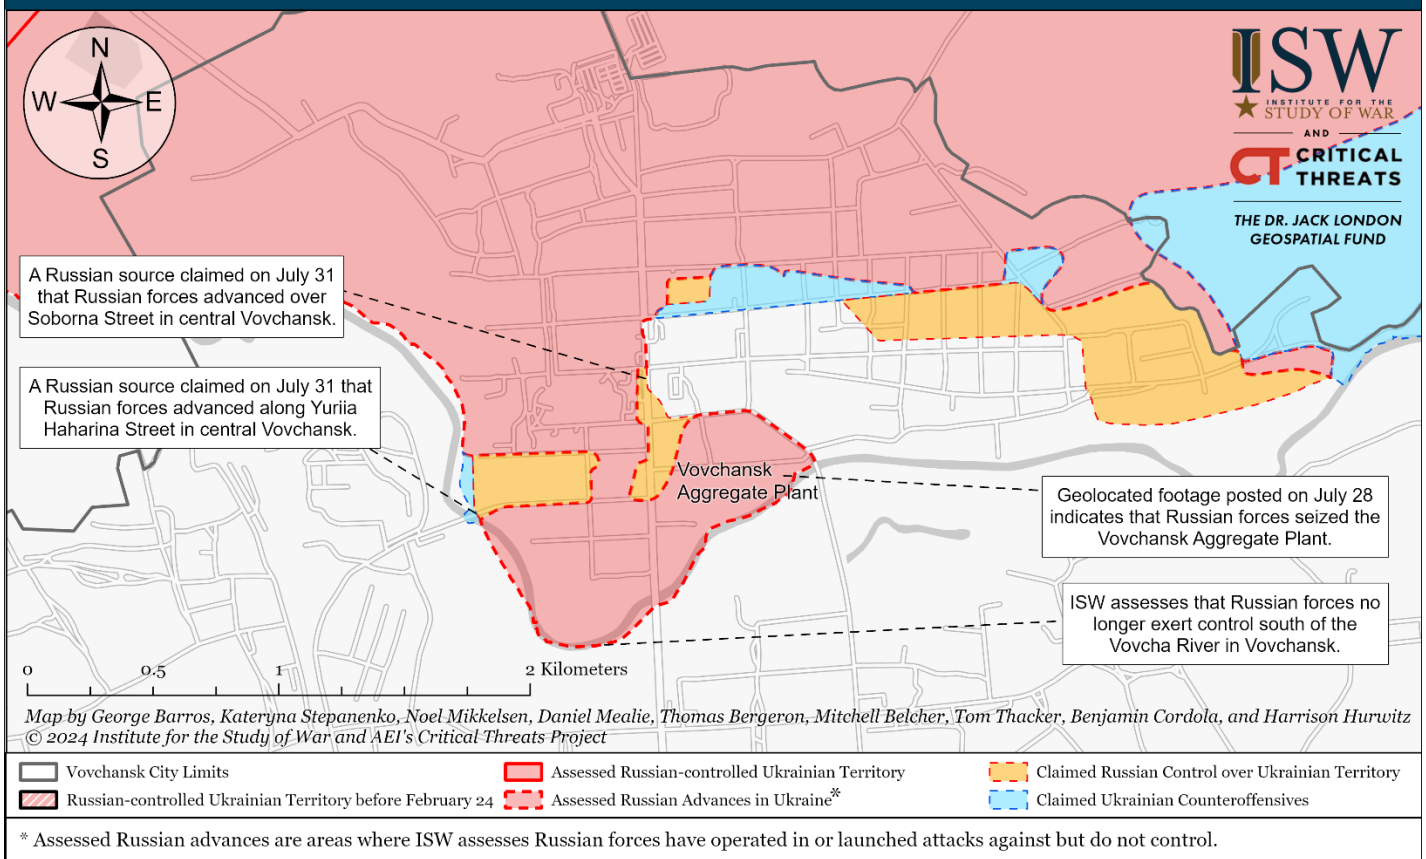 N
W
E
S
ISW
INSTITUTE FOR THE
STUDY OF WAR
AND
CT CRITICAL
THREATS
THE DR. JACK LONDON
GEOSPATIAL FUND
A Russian source claimed on July 31
that Russian forces advanced over
Soborna Street in central Vovchansk.
A Russian source claimed on July 31 that
Russian forces advanced along Yuriia
Haharina Street in central Vovchansk.
Vovchansk
Aggregate Plant
Geolocated footage posted on July 28
indicates that Russian forces seized the
Vovchansk Aggregate Plant.
ISW assesses that Russian forces no
longer exert control south of the
Vovcha River in Vovchansk.
0 0.5 1 2 Kilometers
Map by George Barros, Kateryna Stepanenko, Noel Mikkelsen, Daniel Mealie, Thomas Bergeron, Mitchell Belcher, Tom Thacker, Benjamin Cordola, and Harrison Hurwitz
© 2024 Institute for the Study of War and AEI's Critical Threats Project
Vovchansk City Limits
Russian-controlled Ukrainian Territory before February 24
Assessed Russian-controlled Ukrainian Territory
Assessed Russian Advances in Ukraine*
Claimed Russian Control over Ukrainian Territory
Claimed Ukrainian Counteroffensives
* Assessed Russian advances are areas where ISW assesses Russian forces have operated in or launched attacks against but do not control.